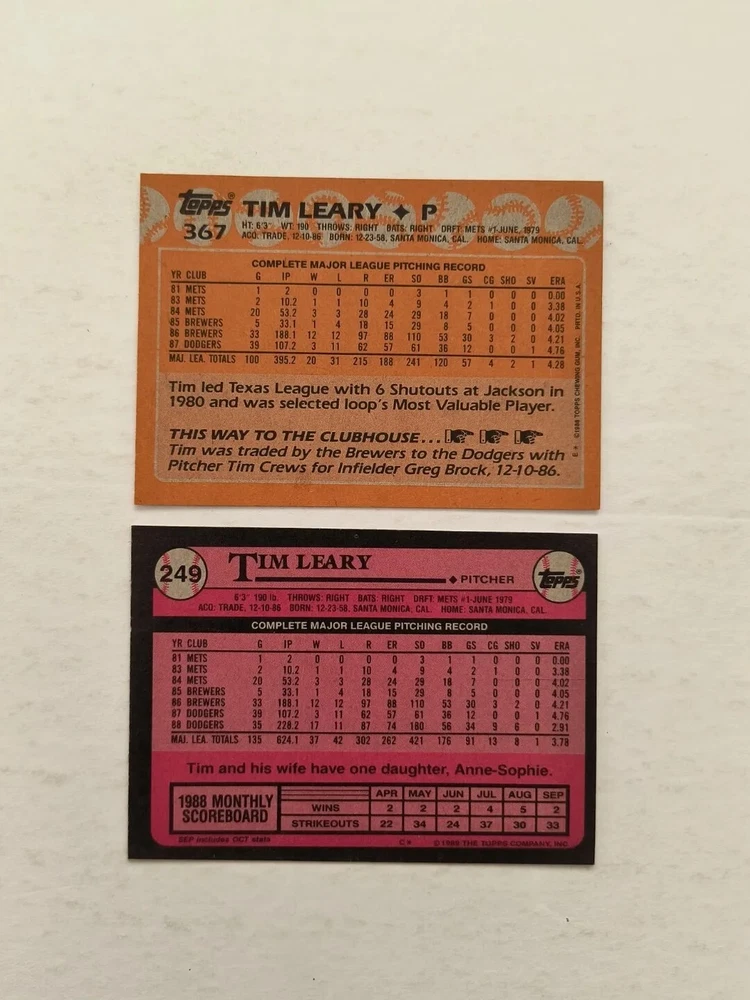 Topps®
367
TIM LEARY ✦ P
HT: 6'3" WT: 190 THROWS: RIGHT BATS: RIGHT DRFT: METS #1-JUNE, 1979
ACQ: TRADE, 12-10-86 BORN: 12-23-58, SANTA MONICA, CAL. HOME: SANTA MONICA, CAL.
COMPLETE MAJOR LEAGUE PITCHING RECORD
YR CLUB G IP W L R ER SO BB GS CG SHO SV ERA
81 METS 1 2 0 0 0 0 3 1 1 0 0 0 0.00
83 METS 2 10.2 1 1 10 4 9 4 2 1 0 0 3.38
84 METS 20 53.2 3 3 28 24 29 18 7 0 0 0 4.02
85 BREWERS 5 33.1 1 4 18 15 29 8 5 0 0 0 4.05
86 BREWERS 33 188.1 12 12 97 88 110 53 30 3 2 0 4.21
87 DODGERS 39 107.2 3 11 62 57 61 36 12 0 0 1 4.76
MAJ. LEA. TOTALS 100 395.2 20 31 215 188 241 120 57 4 2 1 4.28
Tim led Texas League with 6 Shutouts at Jackson in
1980 and was selected loop's Most Valuable Player.
THIS WAY TO THE CLUBHOUSE...
Tim was traded by the Brewers to the Dodgers with
Pitcher Tim Crews for Infielder Greg Brock, 12-10-86.
E* ©1988 TOPPS CHEWING GUM, INC. PRTD. IN U.S.A.
249
TIM LEARY
◆ PITCHER
Topps®
6'3" 190 lb. THROWS: RIGHT BATS: RIGHT DRFT: METS #1-JUNE 1979
ACQ: TRADE, 12-10-86 BORN: 12-23-58, SANTA MONICA, CAL. HOME: SANTA MONICA, CAL.
COMPLETE MAJOR LEAGUE PITCHING RECORD
YR CLUB G IP W L R ER SO BB GS CG SHO SV ERA
81 METS 1 2 0 0 0 0 3 1 1 0 0 0 0.00
83 METS 2 10.2 1 1 10 4 9 4 2 1 0 0 3.38
84 METS 20 53.2 3 3 28 24 29 18 7 0 0 0 4.02
85 BREWERS 5 33.1 1 4 18 15 29 8 5 0 0 0 4.05
86 BREWERS 33 188.1 12 12 97 88 110 53 30 3 2 0 4.21
87 DODGERS 39 107.2 3 11 62 57 61 36 12 0 0 1 4.76
88 DODGERS 35 228.2 17 11 87 74 180 56 34 9 6 0 2.91
MAJ. LEA. TOTALS 135 624.1 37 42 302 262 421 176 91 13 8 1 3.78
Tim and his wife have one daughter, Anne-Sophie.
1988 MONTHLY
SCOREBOARD
APR MAY JUN JUL AUG SEP
WINS 2 2 2 4 5 2
STRIKEOUTS 22 34 24 37 30 33
SEP includes OCT stats
C* ©1989 THE TOPPS COMPANY, INC.